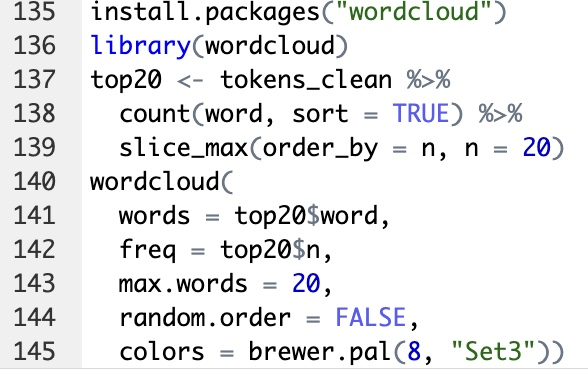 135 install.packages("wordcloud")
136 library(wordcloud)
137 top20 <- tokens_clean %>%
138   count(word, sort = TRUE) %>%
139   slice_max(order_by = n, n = 20)
140 wordcloud(
141   words = top20$word,
142   freq = top20$n,
143   max.words = 20,
144   random.order = FALSE,
145   colors = brewer.pal(8, "Set3"))